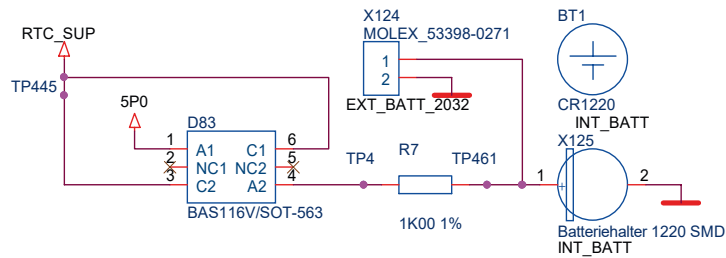 X124
BT1
RTC_SUP
MOLEX_53398-0271
1
2
TP445
5P0
D83
EXT_BATT_2032
CR1220
INT_BATT
X125
1 A1 C1 6
2 NC1 NC2 5
3 C2 A2 4
TP4
R7
TP461
1 + 2
BAS116V/SOT-563
1K00 1%
Batteriehalter 1220 SMD
INT_BATT